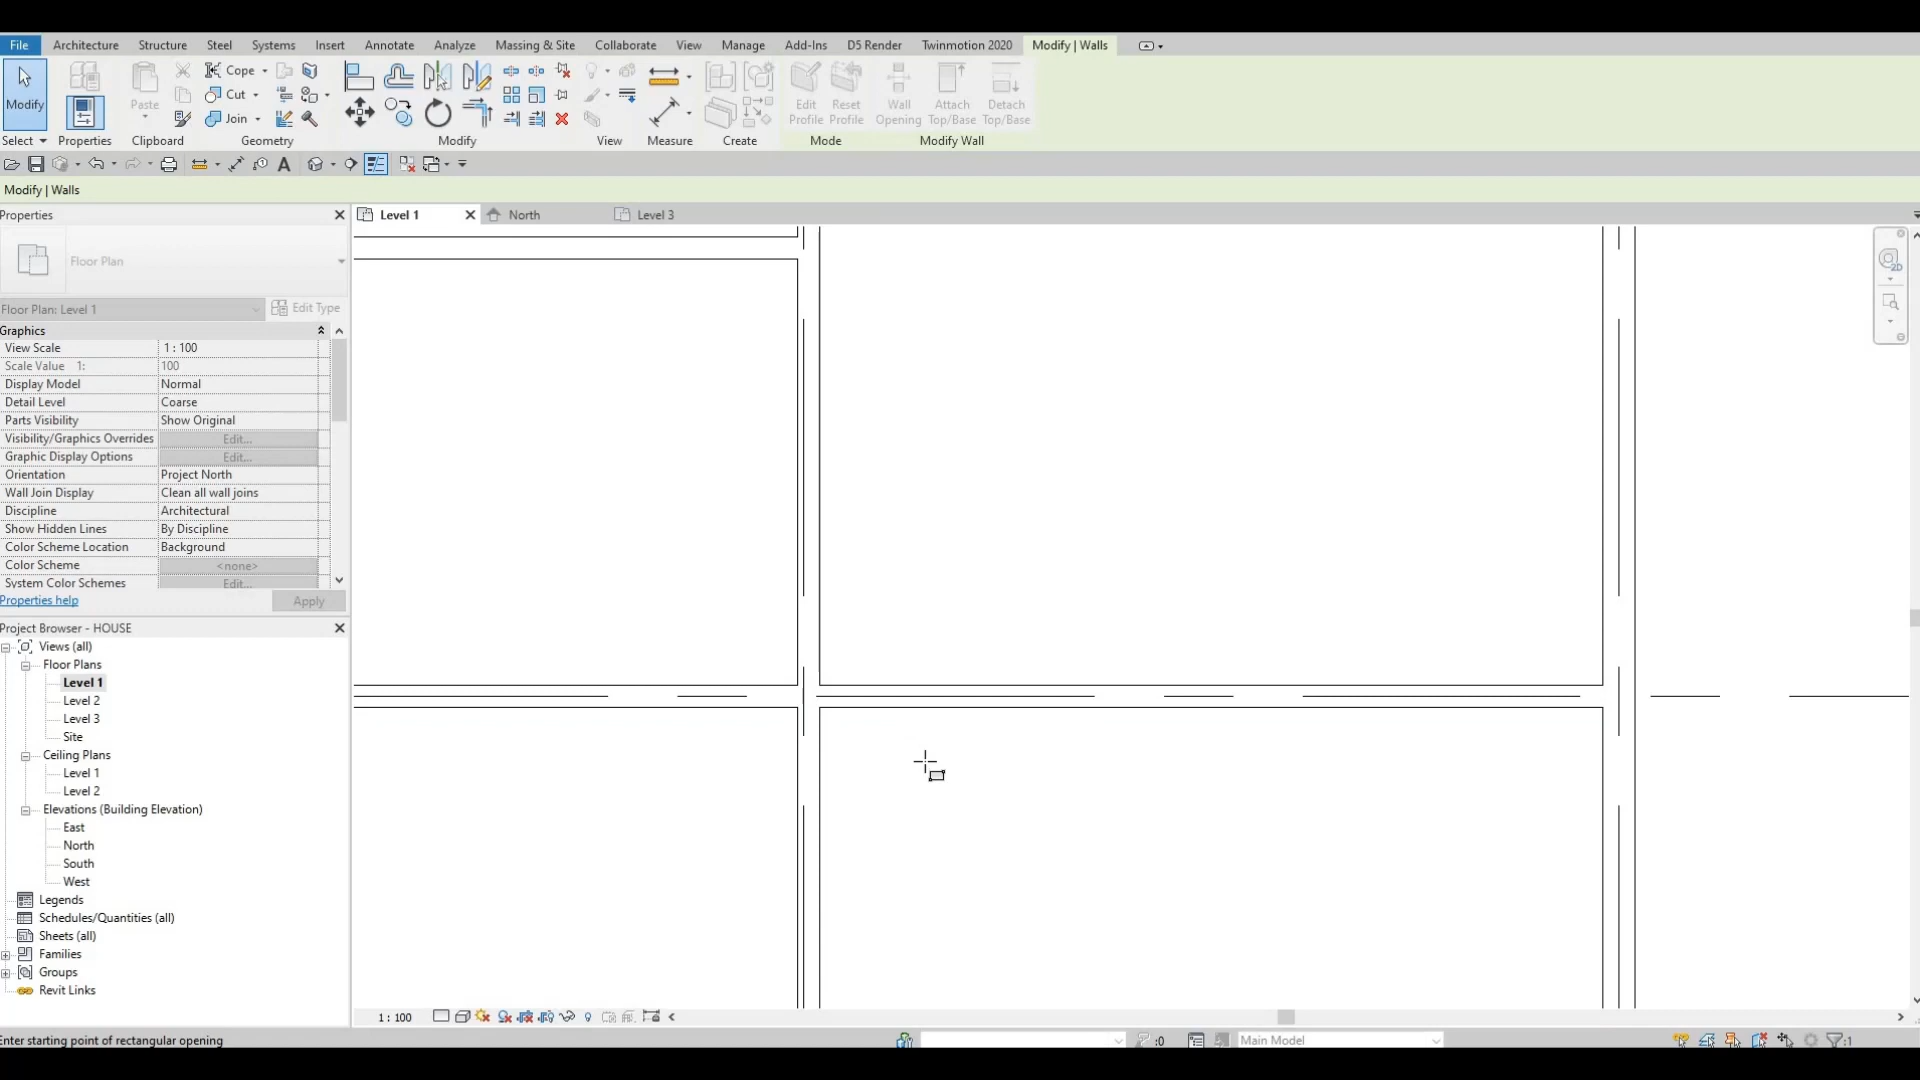 File Architecture Structure Steel Systems Insert Annotate Analyze Massing & Site Collaborate View Manage Add-Ins D5 Render Twinmotion 2020 Modify | Walls
Modify
Paste
Cope
Cut
Join
Edit Profile
Reset Profile
Wall Opening
Attach Top/Base
Detach Top/Base
Select Properties Clipboard Geometry Modify View Measure Create Mode Modify Wall
A
Modify | Walls
Properties
Level 1
North
Level 3
2D
Floor Plan
Floor Plan: Level 1
Edit Type
Graphics
View Scale 1 : 100
Scale Value 1: 100
Display Model Normal
Detail Level Coarse
Parts Visibility Show Original
Visibility/Graphics Overrides Edit...
Graphic Display Options Edit...
Orientation Project North
Wall Join Display Clean all wall joins
Discipline Architectural
Show Hidden Lines By Discipline
Color Scheme Location Background
Color Scheme <none>
System Color Schemes Edit...
Properties help
Apply
Project Browser - HOUSE
Views (all)
Floor Plans
Level 1
Level 2
Level 3
Site
Ceiling Plans
Level 1
Level 2
Elevations (Building Elevation)
East
North
South
West
Legends
Schedules/Quantities (all)
Sheets (all)
Families
Groups
Revit Links
1 : 100
Enter starting point of rectangular opening
:0
Main Model
:1